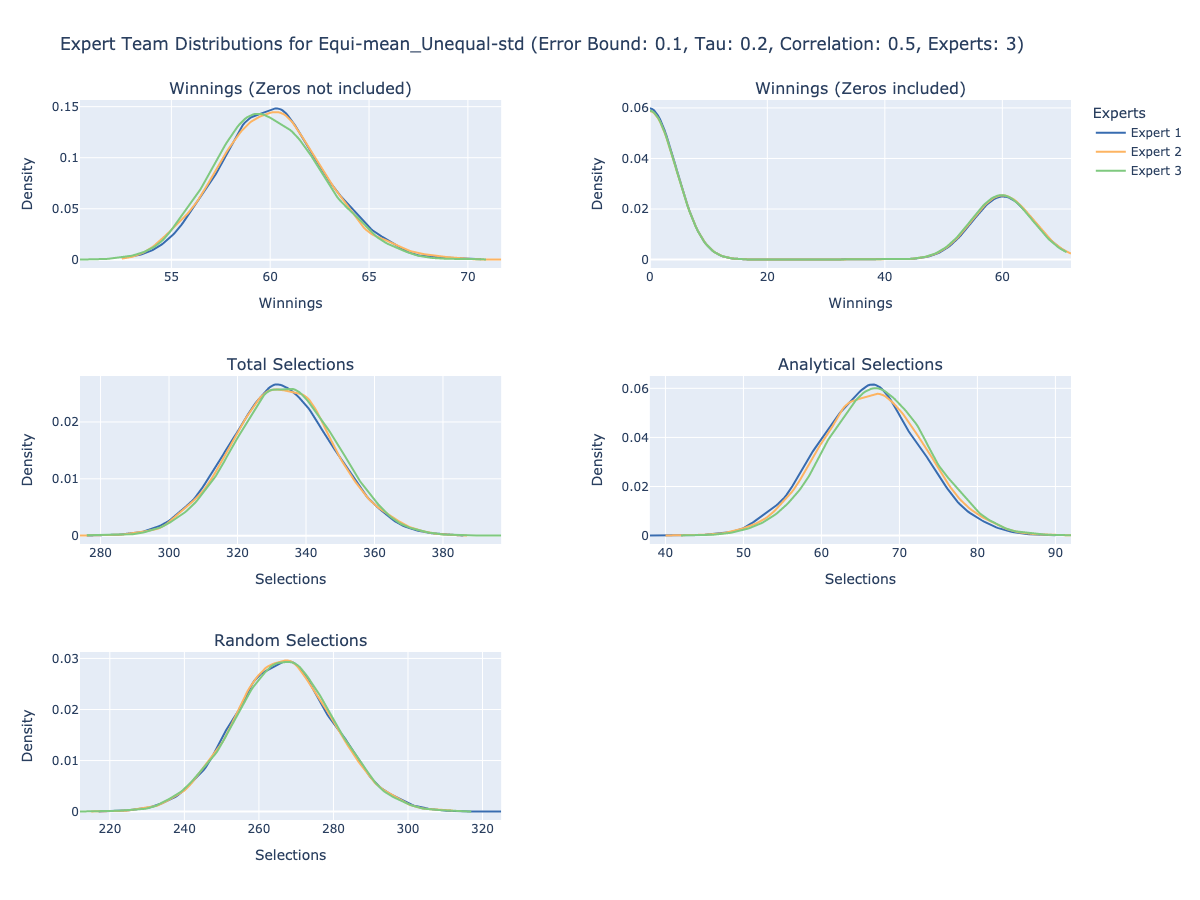 Expert Team Distributions for Equi-mean_Unequal-std (Error Bound: 0.1, Tau: 0.2, Correlation: 0.5, Experts: 3)
Winnings (Zeros not included)
0.15
0.1
0.05
0
Density
55 60 65 70
Winnings
Winnings (Zeros included)
0.06
0.04
0.02
0
Density
0 20 40 60
Winnings
Experts
Expert 1
Expert 2
Expert 3
Total Selections
0.02
0.01
0
Density
280 300 320 340 360 380
Selections
Analytical Selections
0.06
0.04
0.02
0
Density
40 50 60 70 80 90
Selections
Random Selections
0.03
0.02
0.01
0
Density
220 240 260 280 300 320
Selections